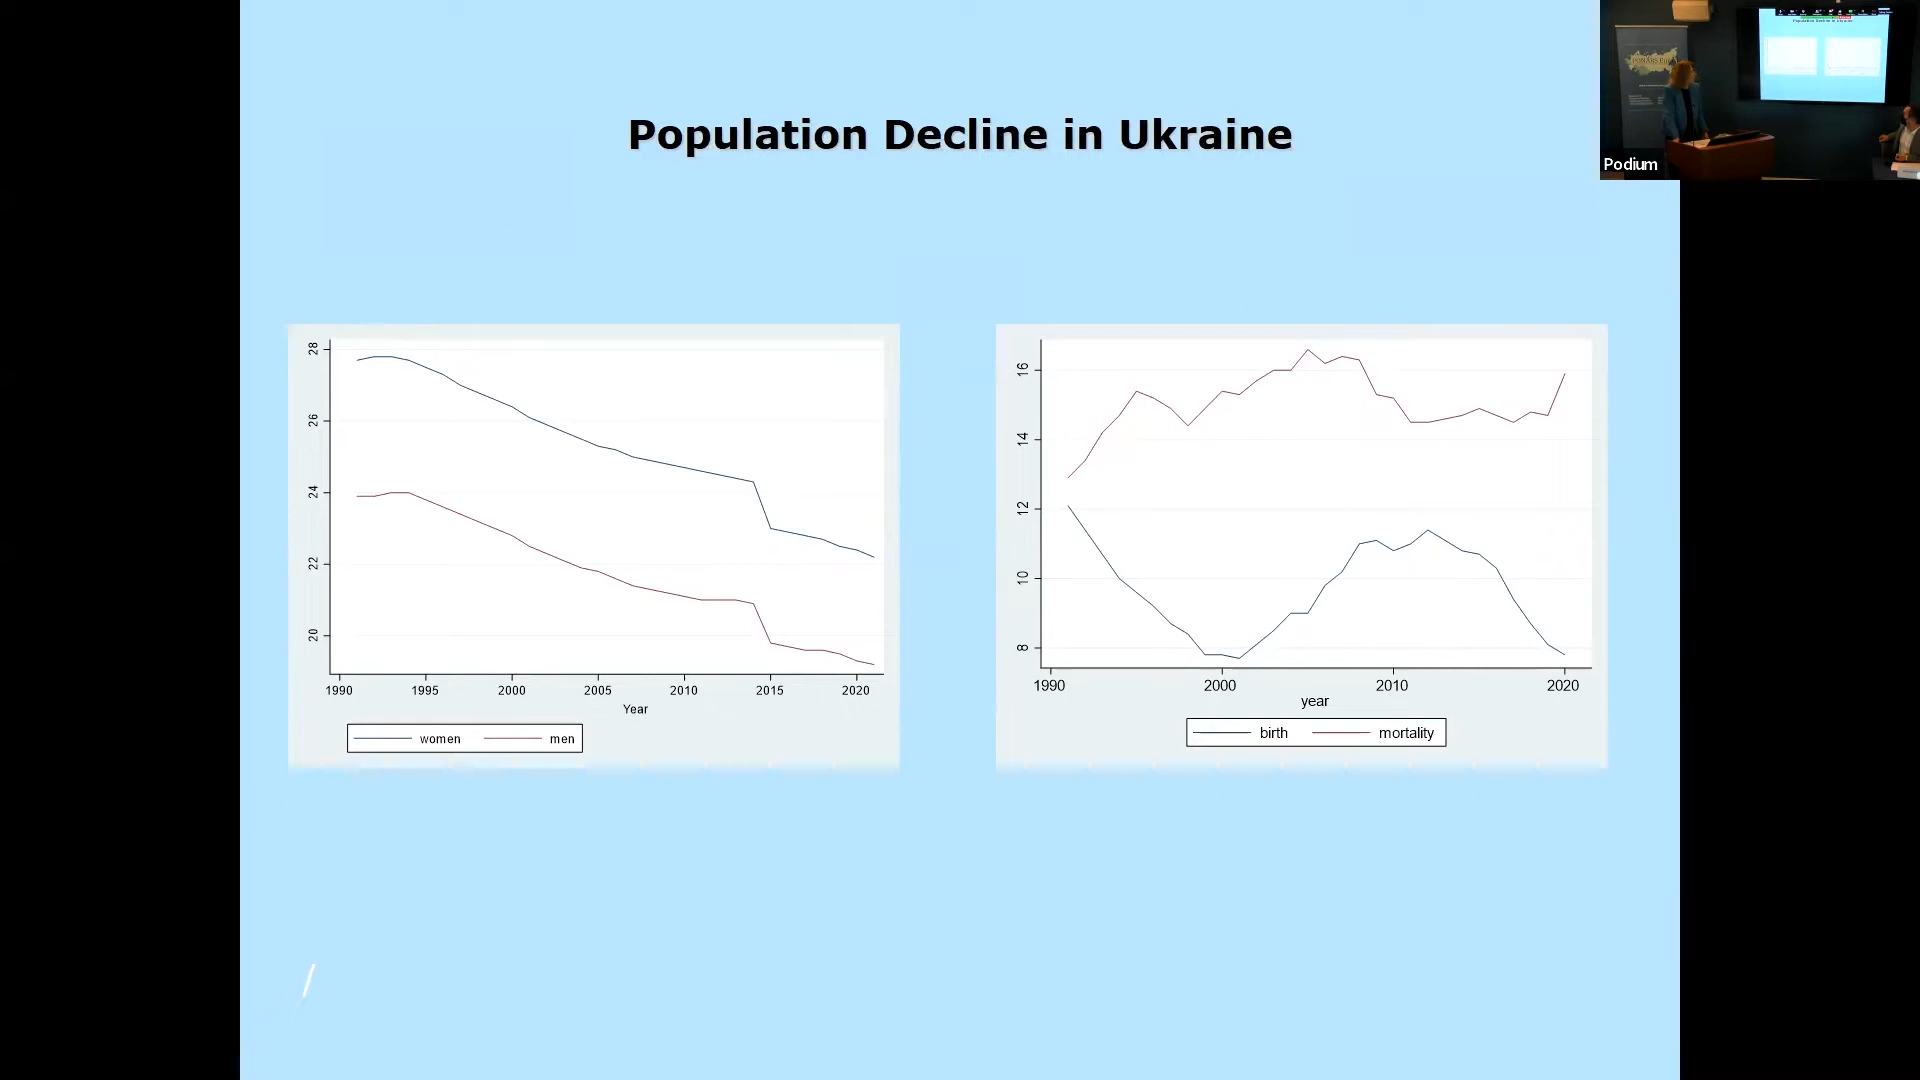 Population Decline in Ukraine
Podium
28
26
24
22
20
1990 1995 2000 2005 2010 2015 2020
Year
women men
16
14
12
10
8
1990 2000 2010 2020
year
birth mortality
/